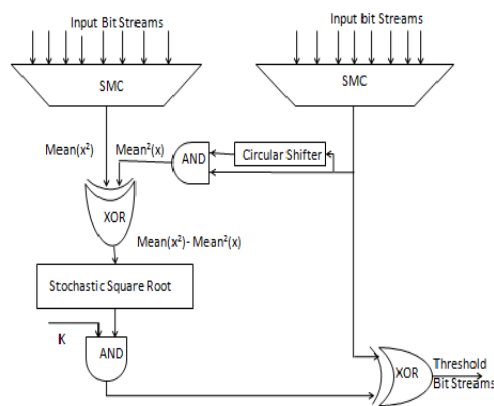 Input Bit Streams
Input bit Streams
SMC
SMC
Mean(x²)
Mean²(x)
AND
Circular Shifter
XOR
Mean(x²)- Mean²(x)
Stochastic Square Root
K
AND
XOR
Threshold
Bit Streams